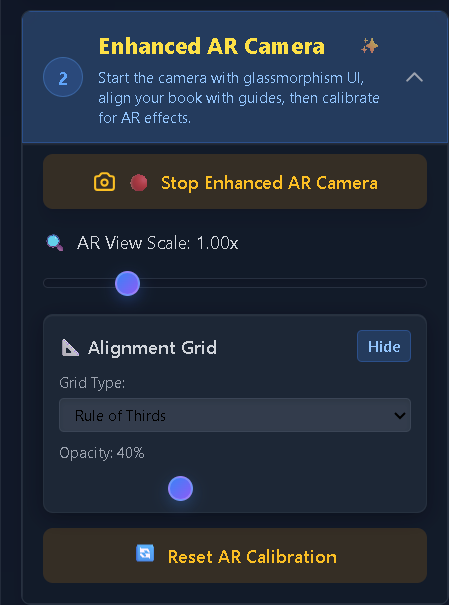 Enhanced AR Camera
2
Start the camera with glassmorphism UI,
align your book with guides, then calibrate
for AR effects.
Stop Enhanced AR Camera
AR View Scale: 1.00x
Alignment Grid
Hide
Grid Type:
Rule of Thirds
Opacity: 40%
Reset AR Calibration